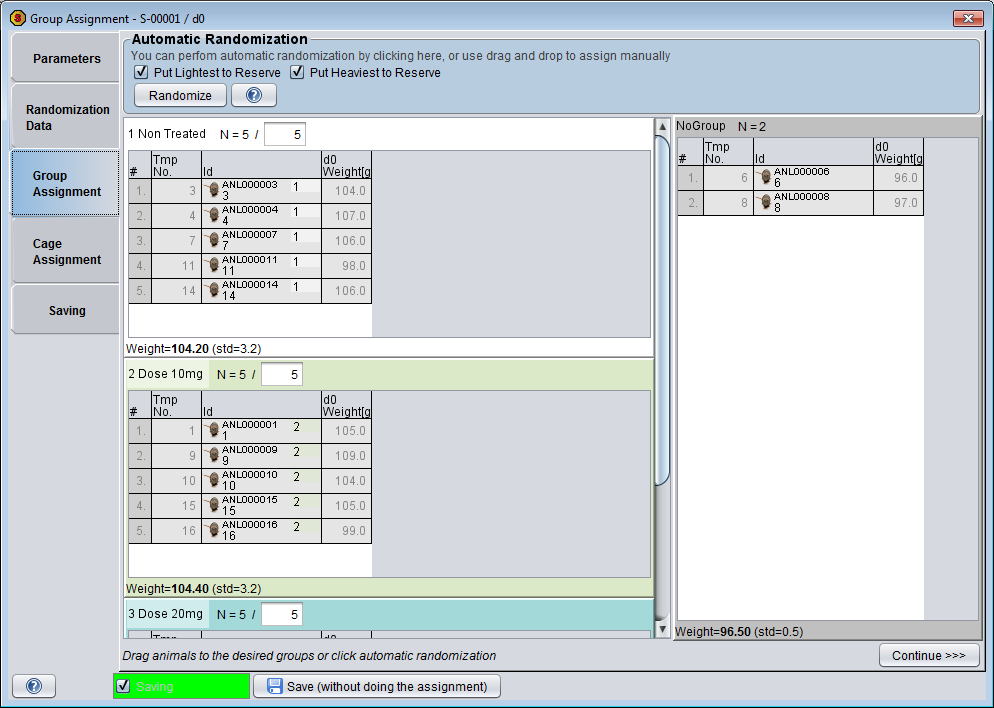 Group Assignment - S-00001 / d0
Parameters
Randomization
Data
Group
Assignment
Cage
Assignment
Saving
Automatic Randomization
You can perfom automatic randomization by clicking here, or use drag and drop to assign manually
Put Lightest to Reserve Put Heaviest to Reserve
Randomize ?
1 Non Treated N = 5 / 5
# Tmp No. Id d0 Weight[g
1. 3 ANL000003 3 1 104.0
2. 4 ANL000004 4 1 107.0
3. 7 ANL000007 7 1 106.0
4. 11 ANL000011 11 1 98.0
5. 14 ANL000014 14 1 106.0
Weight=104.20 (std=3.2)
2 Dose 10mg N = 5 / 5
# Tmp No. Id d0 Weight[g
1. 1 ANL000001 1 2 105.0
2. 9 ANL000009 9 2 109.0
3. 10 ANL000010 10 2 104.0
4. 15 ANL000015 15 2 105.0
5. 16 ANL000016 16 2 99.0
Weight=104.40 (std=3.2)
3 Dose 20mg N = 5 / 5
NoGroup N = 2
# Tmp No. Id d0 Weight[g
1. 6 ANL000006 6 96.0
2. 8 ANL000008 8 97.0
Weight=96.50 (std=0.5)
Drag animals to the desired groups or click automatic randomization
Continue >>>
? Saving Save (without doing the assignment)